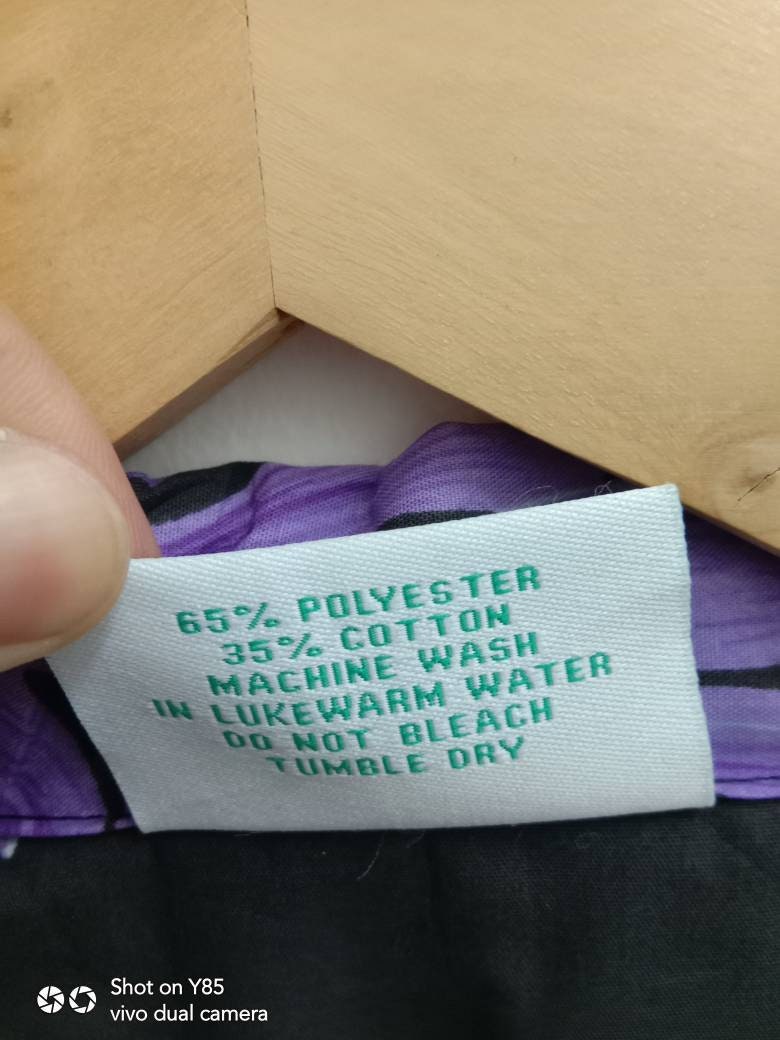 65% POLYESTER
35% COTTON
MACHINE WASH
IN LUKEWARM WATER
DO NOT BLEACH
TUMBLE DRY
Shot on Y85
vivo dual camera